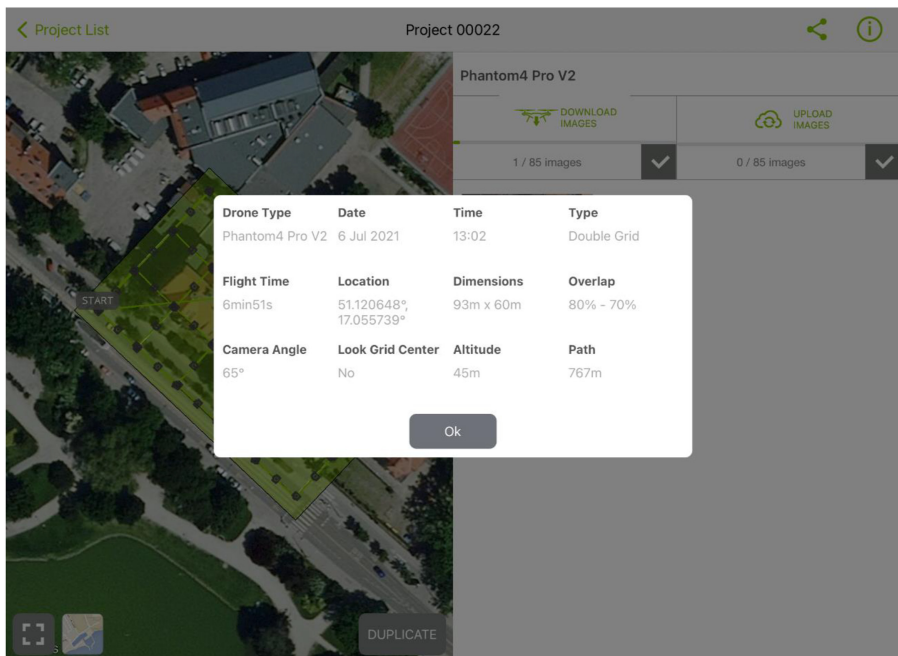 Project List
Project 00022
Phantom4 Pro V2
DOWNLOAD
IMAGES
UPLOAD
IMAGES
1 / 85 images
0 / 85 images
Drone Type Date Time Type
Phantom4 Pro V2 6 Jul 2021 13:02 Double Grid
Flight Time Location Dimensions Overlap
6min51s 51.120648°, 93m x 60m 80% - 70%
17.055739°
Camera Angle Look Grid Center Altitude Path
65° No 45m 767m
START
Ok
DUPLICATE